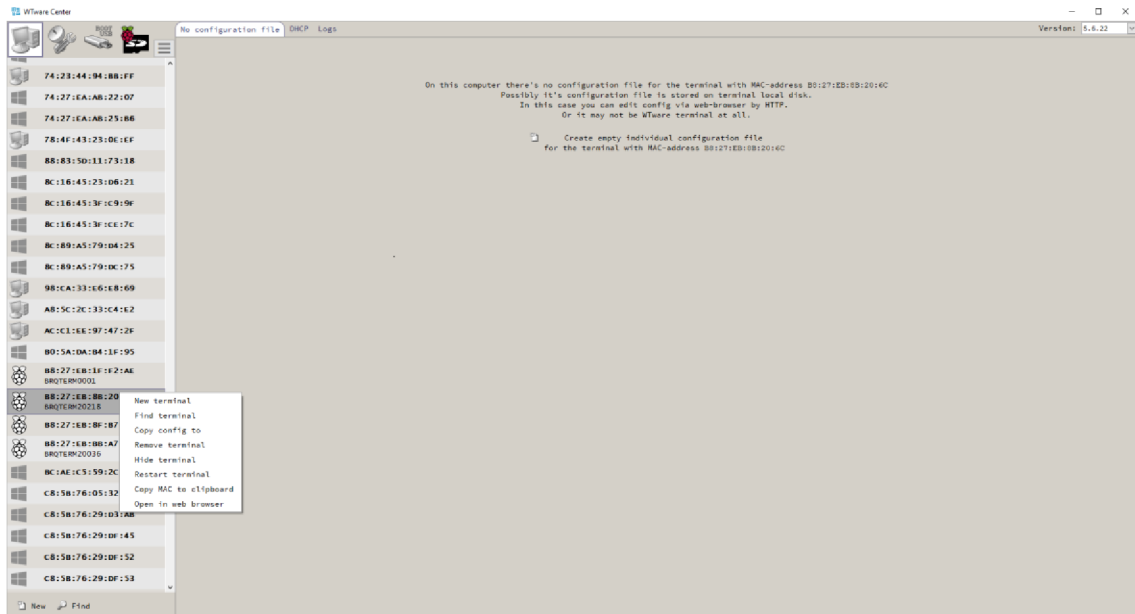 WTware Center
BOOT
USB
No configuration file DHCP Logs
Version: 5.6.22
74:23:44:94:88:FF
74:27:EA:AB:22:07
74:27:EA:AB:25:B6
78:4F:43:23:0E:EF
88:83:5D:11:73:18
8C:16:45:23:D6:21
8C:16:45:3F:C9:9F
8C:16:45:3F:CE:7C
8C:89:A5:79:D4:25
8C:89:A5:79:DC:75
98:CA:33:E6:E8:69
A8:5C:2C:33:C4:E2
AC:C1:EE:97:47:2F
B0:5A:DA:B4:1F:95
B8:27:EB:1F:F2:AE
BRQTERM0001
B8:27:EB:8B:20
BRQTERM2021B
B8:27:EB:8F:B7
B8:27:EB:BB:A7
BRQTERM20036
BC:AE:C5:59:2C
C8:5B:76:05:32
C8:5B:76:29:D3:AB
C8:5B:76:29:DF:45
C8:5B:76:29:DF:52
C8:5B:76:29:DF:53
New Find
On this computer there's no configuration file for the terminal with MAC-address B8:27:EB:8B:20:6C
Possibly it's configuration file is stored on terminal local disk.
In this case you can edit config via web-browser by HTTP.
Or it may not be WTware terminal at all.
Create empty individual configuration file
for the terminal with MAC-address B8:27:EB:8B:20:6C
New terminal
Find terminal
Copy config to
Remove terminal
Hide terminal
Restart terminal
Copy MAC to clipboard
Open in web browser